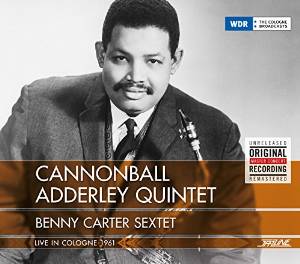 WDR
THE COLOGNE
BROADCASTS
UNRELEASED
ORIGINAL
MASTER CONCERT
RECORDING
REMASTERED
CANNONBALL
ADDERLEY QUINTET
BENNY CARTER SEXTET
LIVE IN COLOGNE 1961